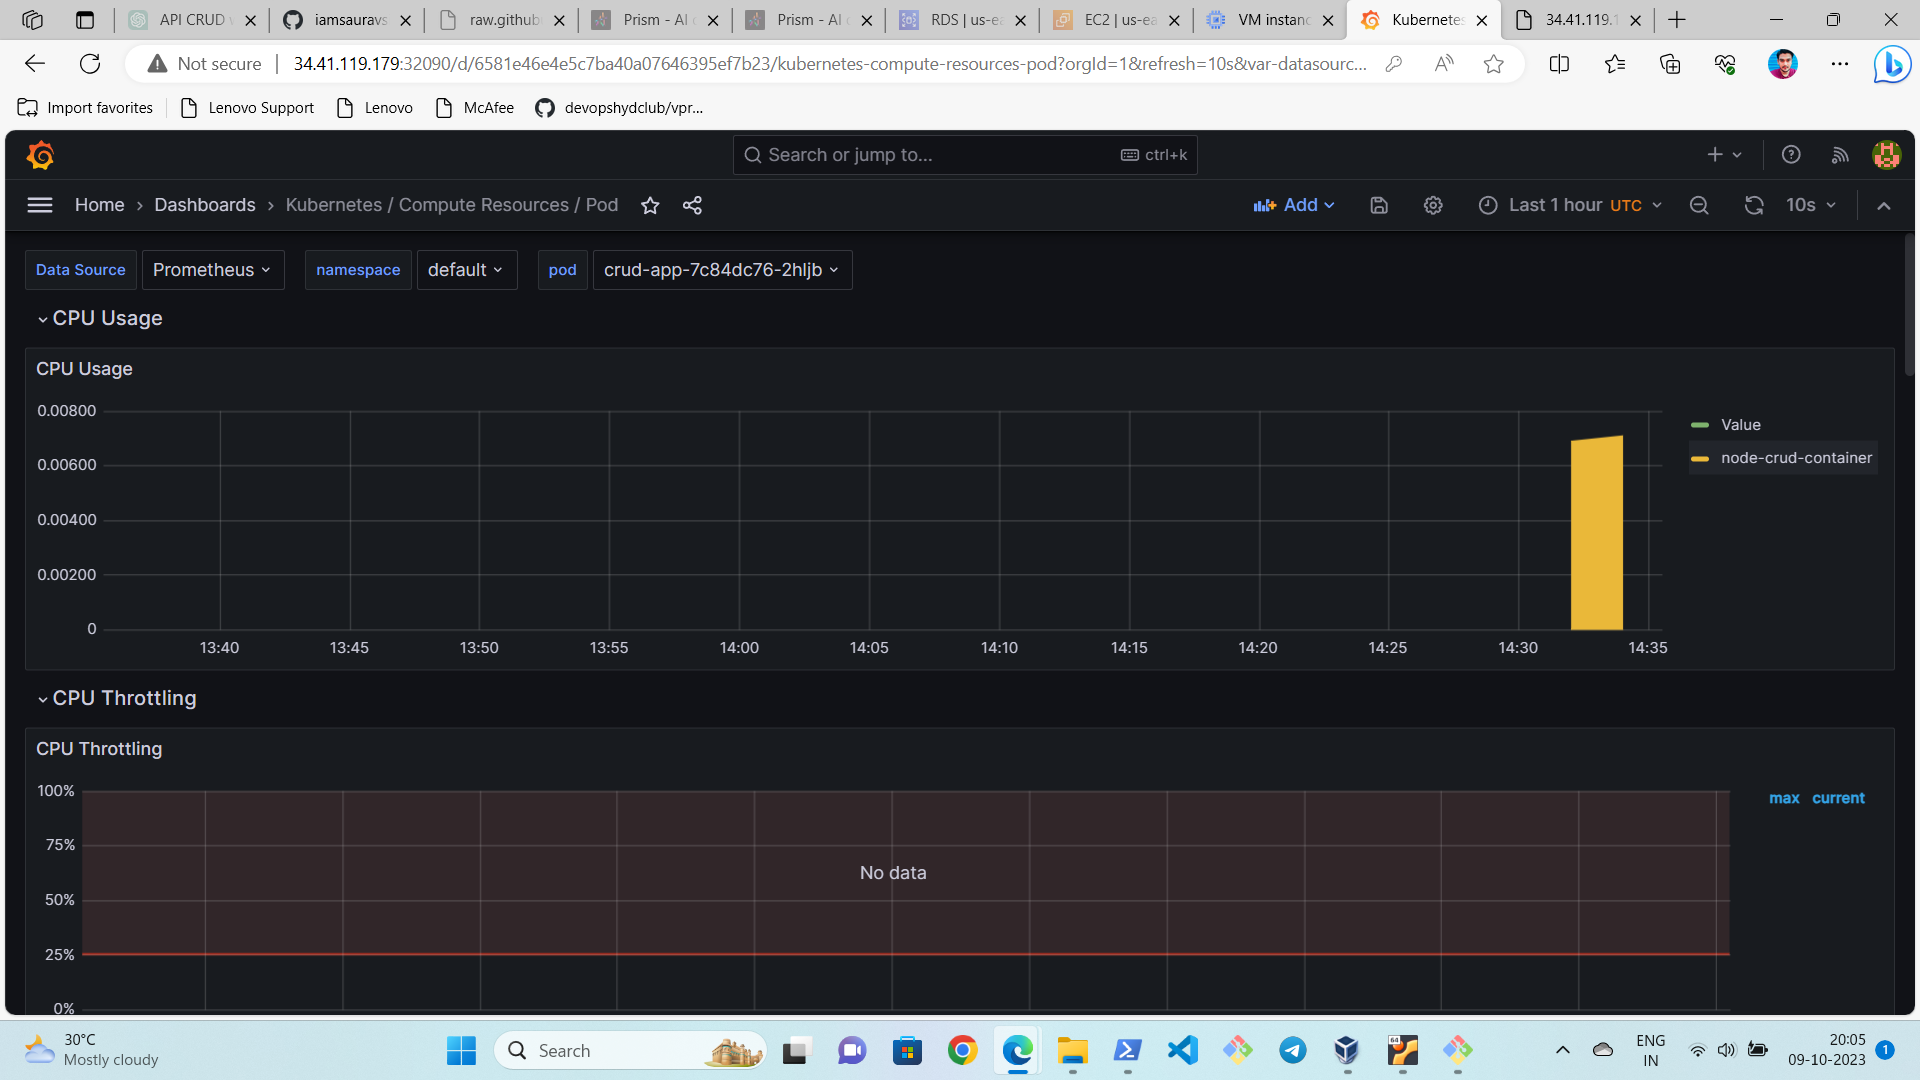 API CRUD
iamsauravs
raw.github
Prism - AI
Prism - AI
RDS | us-ea
EC2 | us-ea
VM instanc
Kubernetes
34.41.119.1
Not secure
34.41.119.179:32090/d/6581e46e4e5c7ba40a07646395ef7b23/kubernetes-compute-resources-pod?orgId=1&refresh=10s&var-datasourc...
Import favorites
Lenovo Support
Lenovo
McAfee
devopshydclub/vpr...
Search or jump to...
ctrl+k
Home › Dashboards › Kubernetes / Compute Resources / Pod
Add
Last 1 hour UTC
10s
Data Source
Prometheus
namespace
default
pod
crud-app-7c84dc76-2hljb
CPU Usage
CPU Usage
0.00800
0.00600
0.00400
0.00200
0
13:40 13:45 13:50 13:55 14:00 14:05 14:10 14:15 14:20 14:25 14:30 14:35
Value
node-crud-container
CPU Throttling
CPU Throttling
100%
75%
50%
25%
0%
No data
max current
30°C
Mostly cloudy
Search
64
ENG
IN
20:05
09-10-2023
1